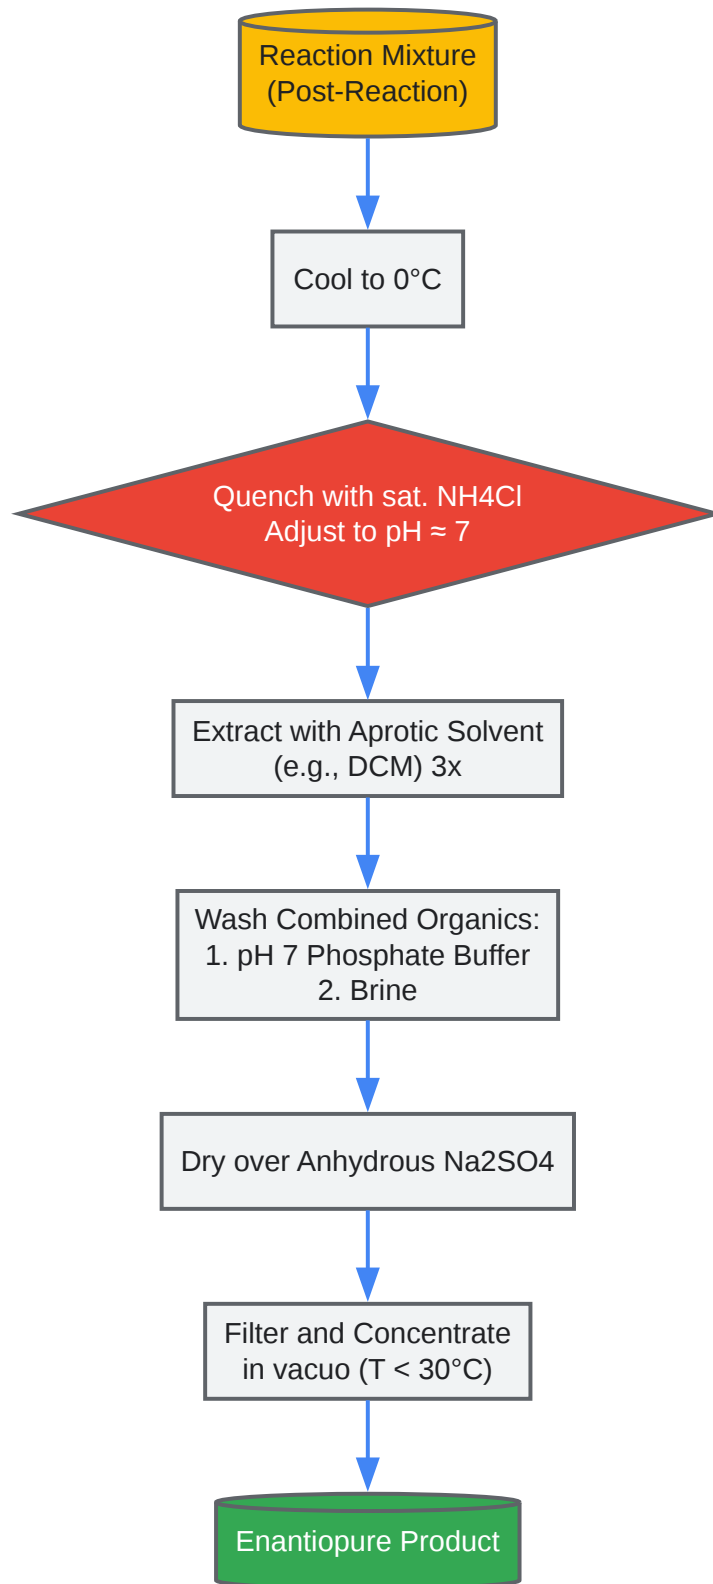 Reaction Mixture
(Post-Reaction)
Cool to 0°C
Quench with sat. NH4Cl
Adjust to pH ≈ 7
Extract with Aprotic Solvent
(e.g., DCM) 3x
Wash Combined Organics:
1. pH 7 Phosphate Buffer
2. Brine
Dry over Anhydrous Na2SO4
Filter and Concentrate
in vacuo (T < 30°C)
Enantiopure Product